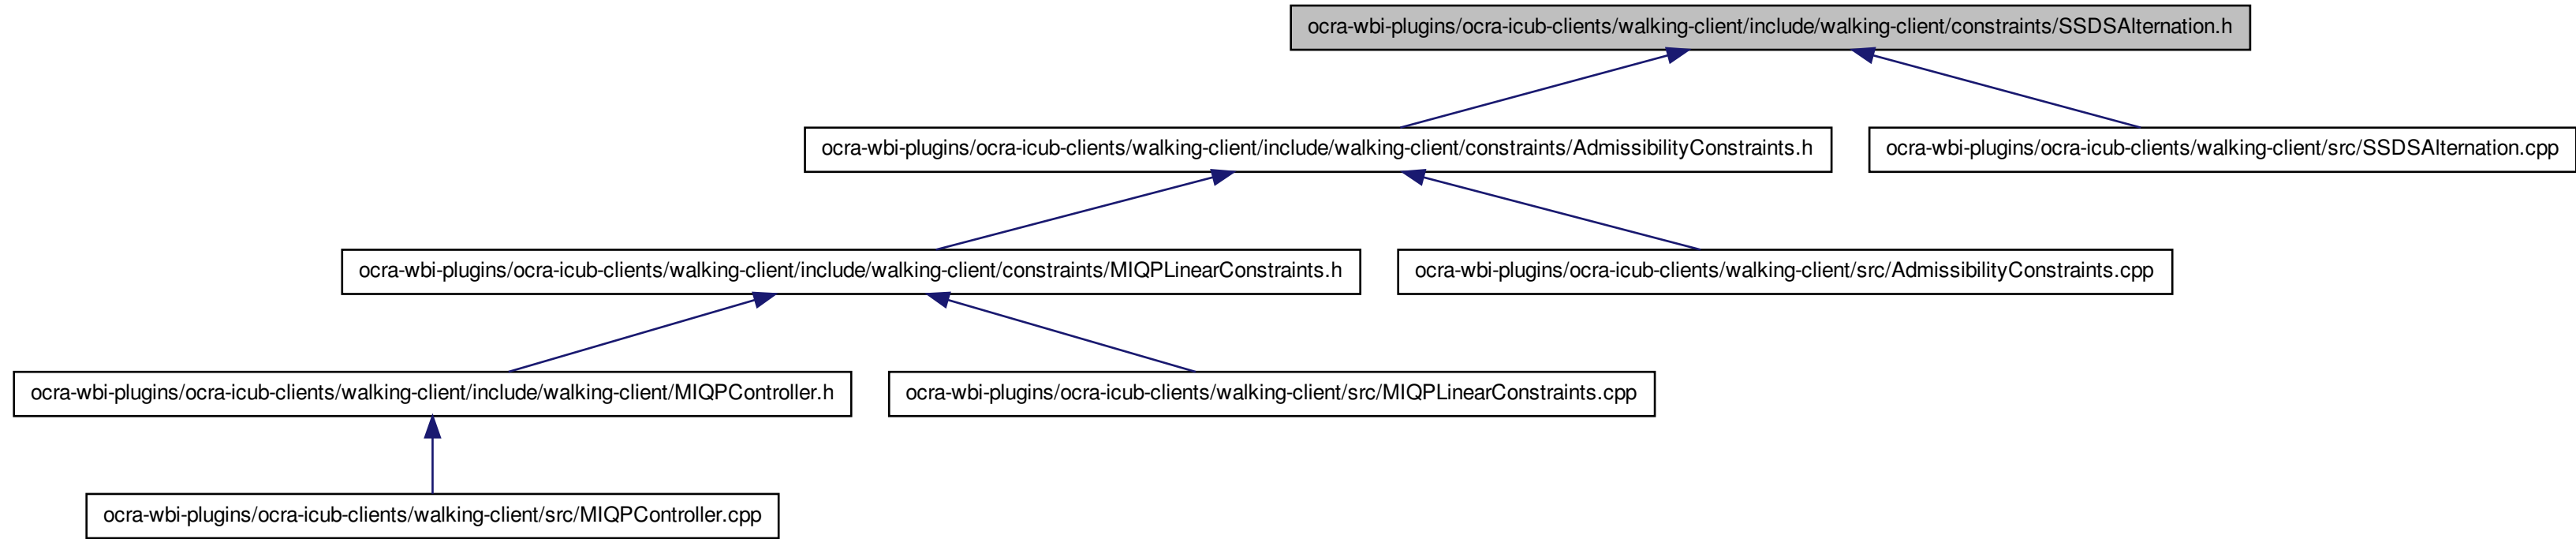 ocra-wbi-plugins/ocra-icub-clients/walking-client/include/walking-client/constraints/SSDSAlternation.h
ocra-wbi-plugins/ocra-icub-clients/walking-client/include/walking-client/constraints/AdmissibilityConstraints.h
ocra-wbi-plugins/ocra-icub-clients/walking-client/src/SSDSAlternation.cpp
ocra-wbi-plugins/ocra-icub-clients/walking-client/include/walking-client/constraints/MIQPLinearConstraints.h
ocra-wbi-plugins/ocra-icub-clients/walking-client/src/AdmissibilityConstraints.cpp
ocra-wbi-plugins/ocra-icub-clients/walking-client/include/walking-client/MIQPController.h
ocra-wbi-plugins/ocra-icub-clients/walking-client/src/MIQPLinearConstraints.cpp
ocra-wbi-plugins/ocra-icub-clients/walking-client/src/MIQPController.cpp